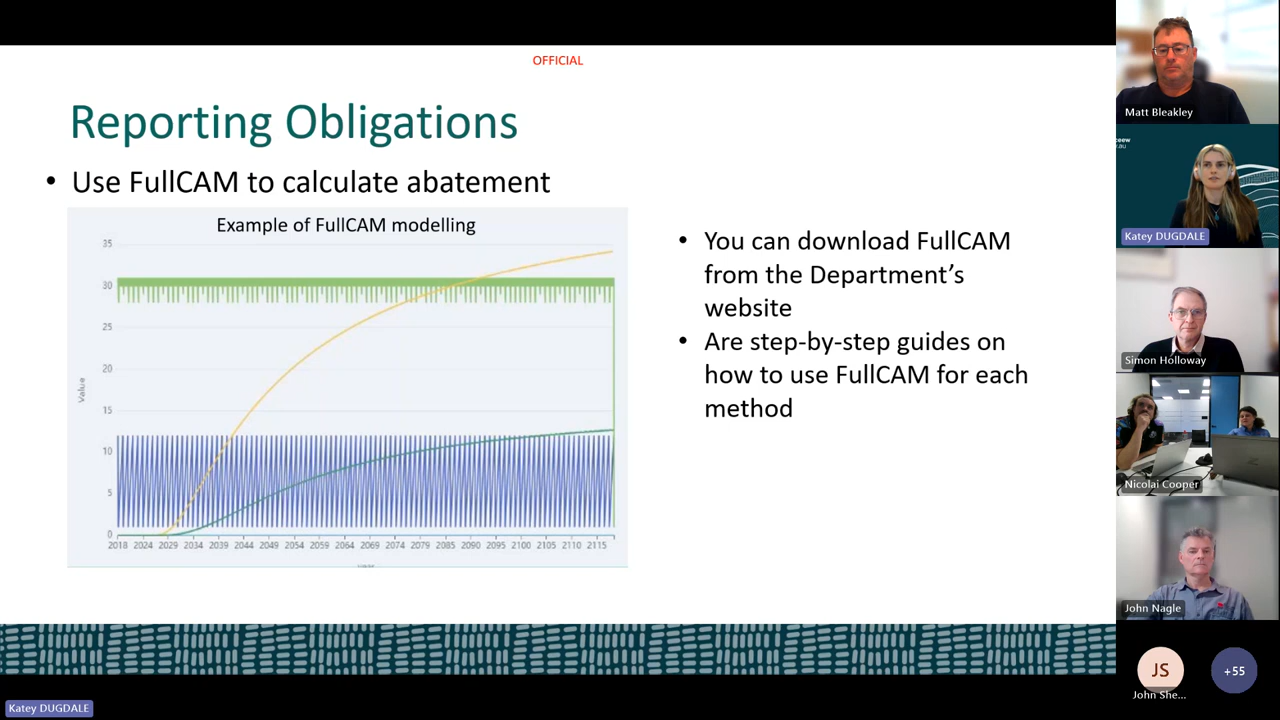 OFFICIAL
Reporting Obligations
• Use FullCAM to calculate abatement
Example of FullCAM modelling
35
30
25
20
15
10
5
0
Value
2018 2024 2029 2034 2039 2044 2049 2054 2059 2064 2069 2074 2079 2085 2090 2095 2100 2105 2110 2115
• You can download FullCAM
from the Department’s
website
• Are step-by-step guides on
how to use FullCAM for each
method
Matt Bleakley
Katey DUGDALE
Simon Holloway
Nicolai Cooper
John Nagle
JS
John She...
+55
Katey DUGDALE